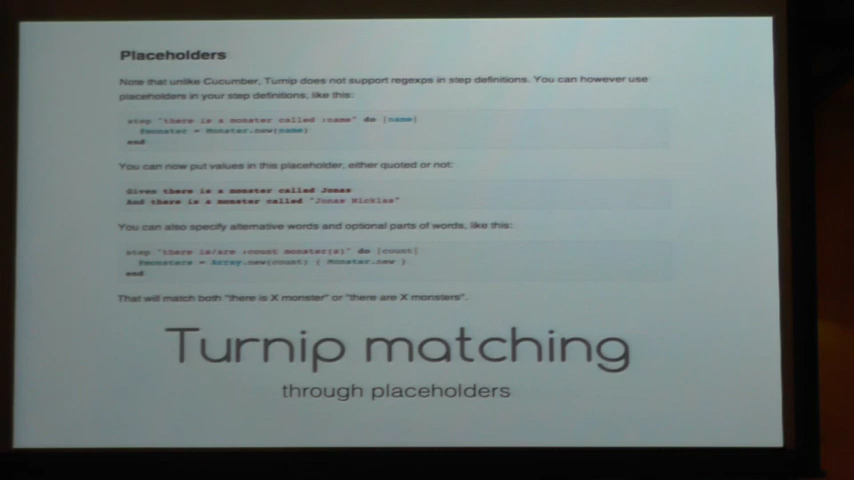 Placeholders
Note that unlike Cucumber, Turnip does not support regexps in step definitions. You can however use
placeholders in your step definitions, like this:
step "there is a monster called :name" do |name|
@monster = Monster.new(name)
end
You can now put values in this placeholder, either quoted or not:
Given there is a monster called Jonas
And there is a monster called "Jonas Nicklas"
You can also specify alternative words and optional parts of words, like this:
step "there is/are :count monster(s)" do |count|
@monsters = Array.new(count) { Monster.new }
end
That will match both "there is X monster" or "there are X monsters".
Turnip matching
through placeholders